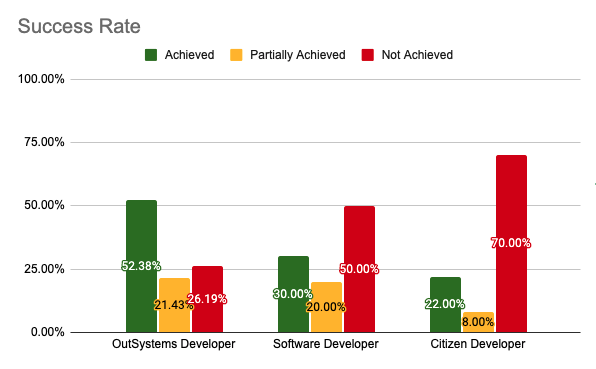 Success Rate
Achieved Partially Achieved Not Achieved
100.00%
75.00%
50.00%
25.00%
0.00%
52.38% 21.43% 26.19%
30.00% 20.00% 50.00%
22.00% 8.00% 70.00%
OutSystems Developer Software Developer Citizen Developer